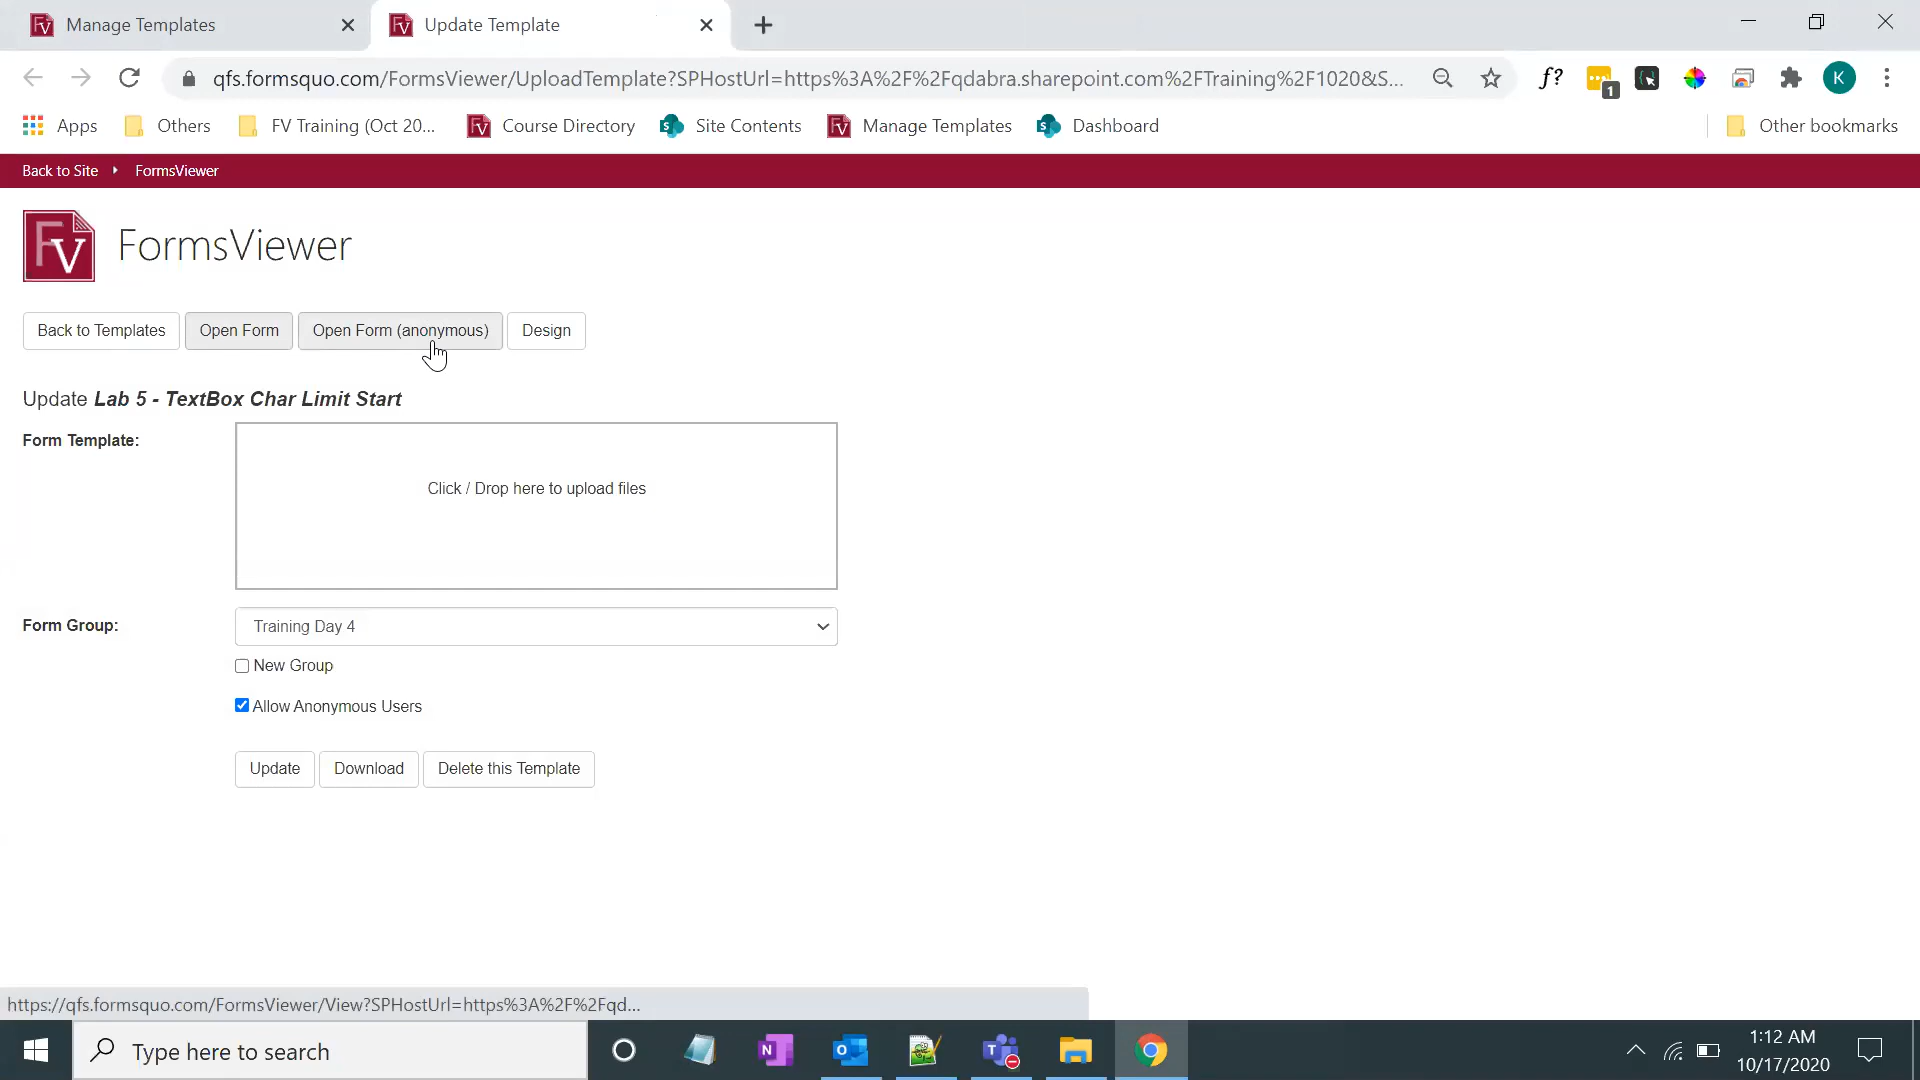 Manage Templates
Update Template
qfs.formsquo.com/FormsViewer/UploadTemplate?SPHostUrl=https%3A%2F%2Fqdabra.sharepoint.com%2FTraining%2F1020&S...
f?
1
K
Apps
Others
FV Training (Oct 20...
Course Directory
Site Contents
Manage Templates
Dashboard
Other bookmarks
Back to Site
FormsViewer
FV
FormsViewer
Back to Templates
Open Form
Open Form (anonymous)
Design
Update Lab 5 - TextBox Char Limit Start
Form Template:
Click / Drop here to upload files
Form Group:
Training Day 4
New Group
Allow Anonymous Users
Update
Download
Delete this Template
https://qfs.formsquo.com/FormsViewer/View?SPHostUrl=https%3A%2F%2Fqd...
Type here to search
1:12 AM
10/17/2020